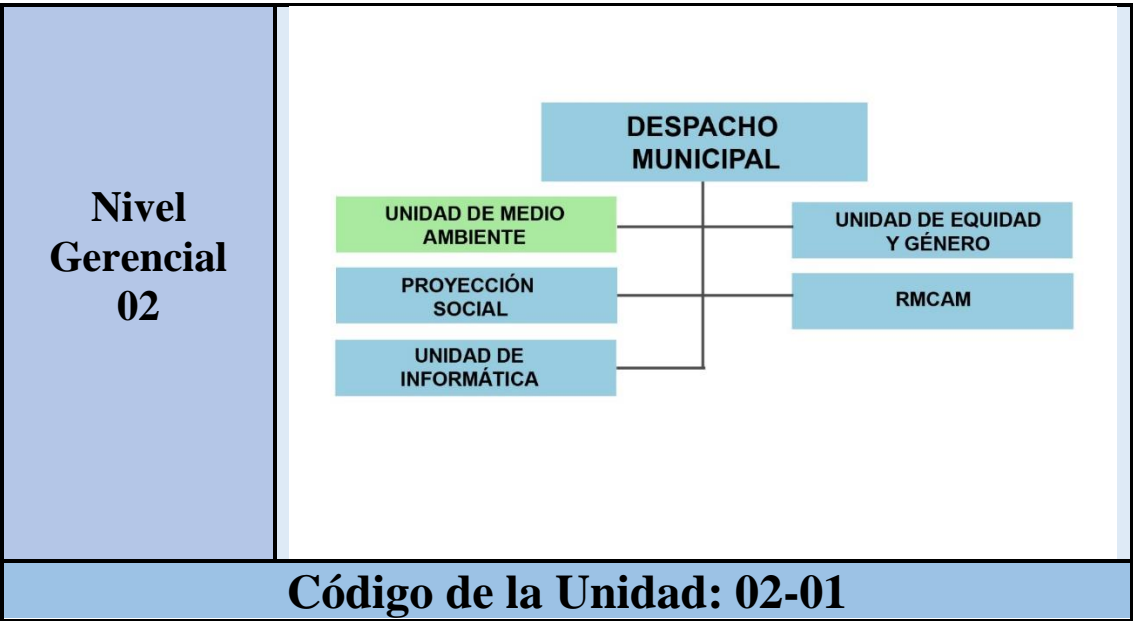 Nivel
Gerencial
02
DESPACHO
MUNICIPAL
UNIDAD DE MEDIO
AMBIENTE
UNIDAD DE EQUIDAD
Y GÉNERO
PROYECCIÓN
SOCIAL
RMCAM
UNIDAD DE
INFORMÁTICA
Código de la Unidad: 02-01